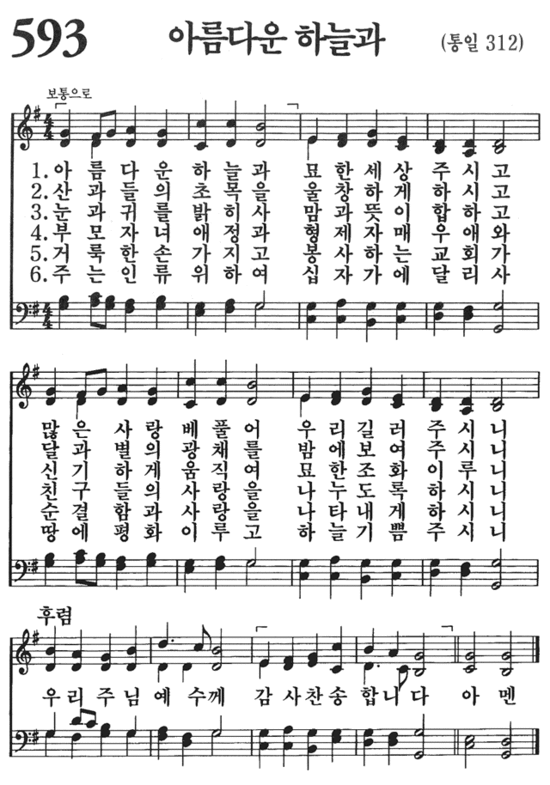 593 아름다운 하늘과 (통일 312)
보통으로
1. 아 름 다 운 하 늘 과 묘 한 세 상 주 시 고
2. 산 과 들 의 초 목 을 울 창 하 게 하 시 고
3. 눈 과 귀 를 밝 히 사 맘 과 뜻 이 합 하 고
4. 부 모 자 녀 애 정 과 형 제 자 매 우 애 와
5. 거 룩 한 손 가 지 고 봉 사 하 는 교 회 가
6. 주 는 인 류 위 하 여 십 자 가 에 달 리 사
많 은 사 랑 베 풀 어 우 리 길 러 주 시 니
달 과 별 의 광 채 를 밤 에 보 여 주 시 니
신 기 하 게 움 직 여 묘 한 조 화 이 루 니
친 구 들 의 사 랑 을 나 누 도 록 하 시 니
순 결 함 과 사 랑 을 나 타 내 게 하 시 니
땅 에 평 화 이 루 고 하 늘 기 쁨 주 시 니
후렴
우 리 주 님 예 수 께 감 사 찬 송 합 니 다 아 멘